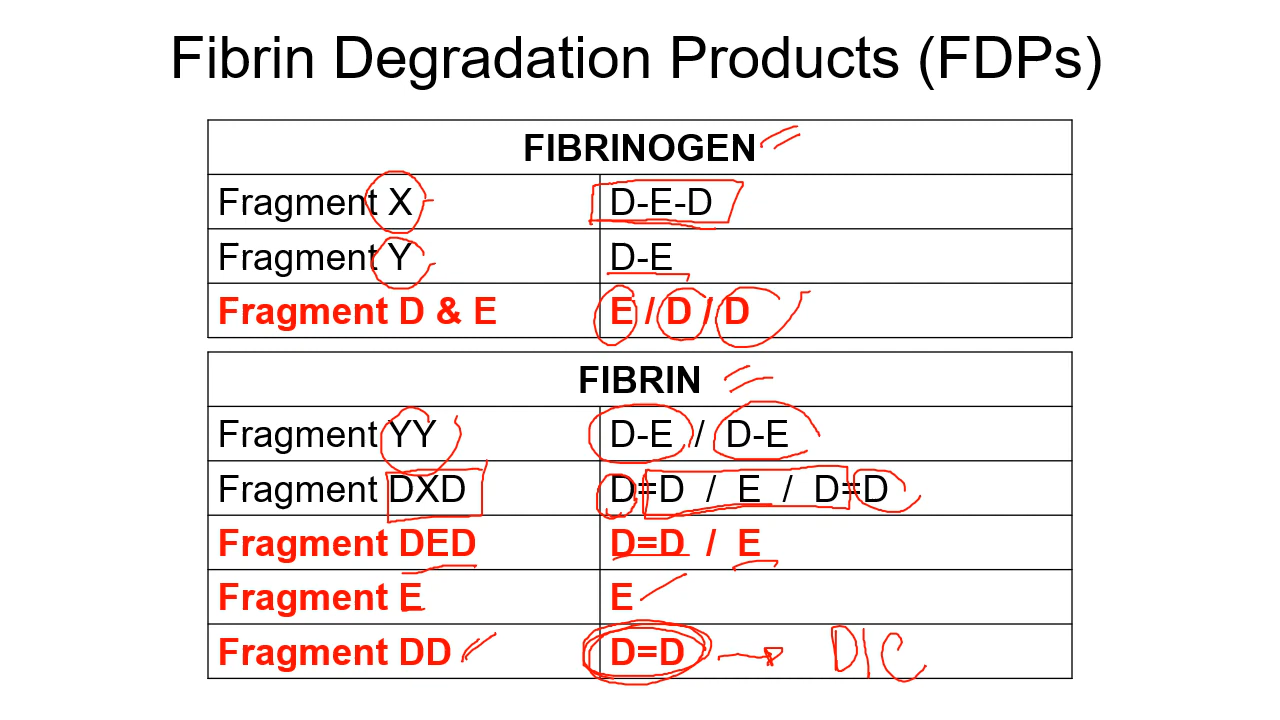 Fibrin Degradation Products (FDPs)
FIBRINOGEN
Fragment X D-E-D
Fragment Y D-E
Fragment D & E E / D / D
FIBRIN
Fragment YY D-E / D-E
Fragment DXD D=D / E / D=D
Fragment DED D=D / E
Fragment E E
Fragment DD D=D DIC